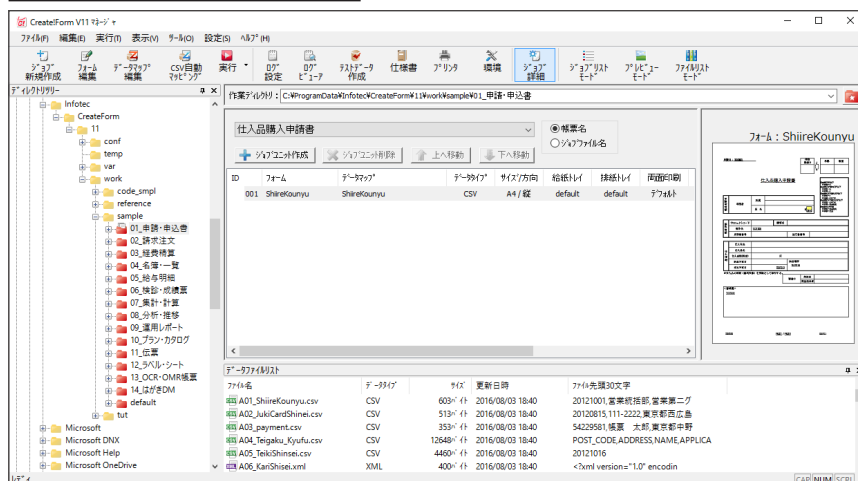 Create!Form V11 ﾏﾈｰｼﾞｬ
ﾌｧｲﾙ(F) 編集(E) 実行(T) 表示(V) ﾂｰﾙ(O) 設定(S) ﾍﾙﾌﾟ(H)
ｼﾞｮﾌﾞ新規作成 ﾌｫｰﾑ編集 ﾃﾞｰﾀﾏｯﾌﾟ編集 CSV自動ﾏｯﾋﾟﾝｸﾞ 実行 ﾛｸﾞ設定 ﾛｸﾞﾋﾞｭｰｱ ﾃｽﾄﾃﾞｰﾀ作成 仕様書 ﾌﾟﾘﾝﾀ 環境 ｼﾞｮﾌﾞ詳細 ｼﾞｮﾌﾞﾘｽﾄﾓｰﾄﾞ ﾌﾟﾚﾋﾞｭｰﾓｰﾄﾞ ﾌｧｲﾙﾘｽﾄﾓｰﾄﾞ
ﾃﾞｨﾚｸﾄﾘﾂﾘｰ
Infotec
CreateForm
11
conf
temp
var
work
code_smpl
reference
sample
01_申請・申込書
02_請求注文
03_経費精算
04_名簿・一覧
05_給与明細
06_検診・成績票
07_集計・計算
08_分析・推移
09_運用レポート
10_プラン・カタログ
11_伝票
12_ラベル・シート
13_OCR・OMR帳票
14_はがきDM
default
tut
Microsoft
Microsoft DNX
Microsoft Help
Microsoft OneDrive
作業ﾃﾞｨﾚｸﾄﾘ: C:¥ProgramData¥Infotec¥CreateForm¥11¥work¥sample¥01_申請・申込書
仕入品購入申請書
帳票名
ｼﾞｮﾌﾞﾌｧｲﾙ名
ｼﾞｮﾌﾞﾕﾆｯﾄ作成 ｼﾞｮﾌﾞﾕﾆｯﾄ削除 上へ移動 下へ移動
ID ﾌｫｰﾑ ﾃﾞｰﾀﾏｯﾌﾟ ﾃﾞｰﾀﾀｲﾌﾟ ｻｲｽﾞ/方向 給紙ﾄﾚｲ 排紙ﾄﾚｲ 両面印刷
001 ShiireKounyu ShiireKounyu CSV A4 / 縦 default default ﾃﾞﾌｫﾙﾄ
ﾌｫｰﾑ : ShiireKounyu
仕入品購入申請書
ﾃﾞｰﾀﾌｧｲﾙﾘｽﾄ
ﾌｧｲﾙ名 ﾃﾞｰﾀﾀｲﾌﾟ ｻｲｽﾞ 更新日時 ﾌｧｲﾙ先頭30文字
A01_ShiireKounyu.csv CSV 603ﾊﾞｲﾄ 2016/08/03 18:40 20121001,営業統括部,営業第二グ
A02_JukiCardShinei.csv CSV 513ﾊﾞｲﾄ 2016/08/03 18:40 20120815,111-2222,東京都西広島
A03_payment.csv CSV 353ﾊﾞｲﾄ 2016/08/03 18:40 54229581,帳票 太郎,東京都中野
A04_Teigaku_Kyufu.csv CSV 12648ﾊﾞｲﾄ 2016/08/03 18:40 POST_CODE,ADDRESS,NAME,APPLICA
A05_TeikiShinsei.csv CSV 4460ﾊﾞｲﾄ 2016/08/03 18:40 20121016
A06_KariShisei.xml XML 400ﾊﾞｲﾄ 2016/08/03 18:40 <?xml version="1.0" encodin
ﾚﾃﾞｨ
CAP NUM SCRL